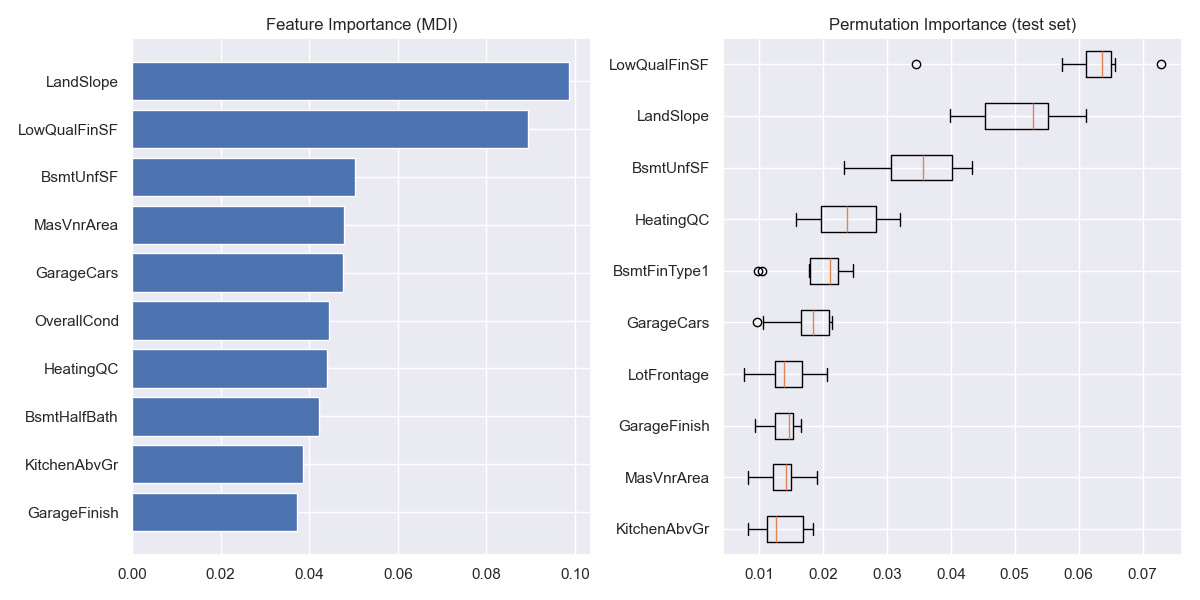 Feature Importance (MDI)
LandSlope
LowQualFinSF
BsmtUnfSF
MasVnrArea
GarageCars
OverallCond
HeatingQC
BsmtHalfBath
KitchenAbvGr
GarageFinish
0.00 0.02 0.04 0.06 0.08 0.10
Permutation Importance (test set)
LowQualFinSF
LandSlope
BsmtUnfSF
HeatingQC
BsmtFinType1
GarageCars
LotFrontage
GarageFinish
MasVnrArea
KitchenAbvGr
0.01 0.02 0.03 0.04 0.05 0.06 0.07